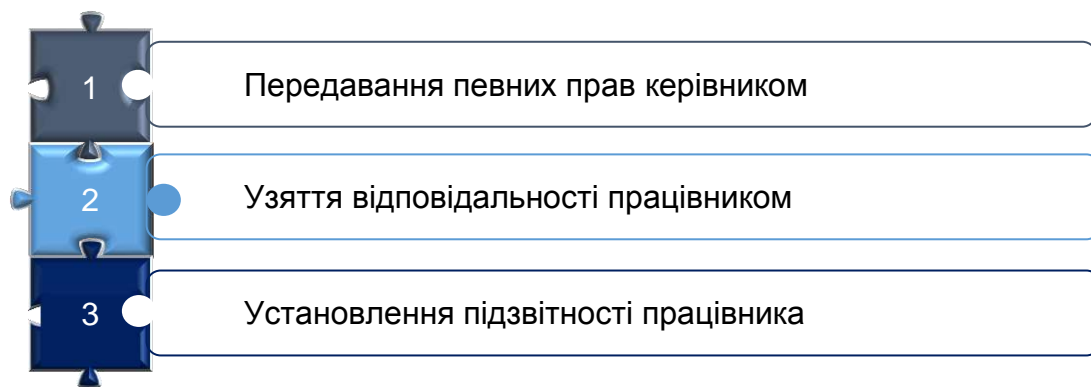 1 Передавання певних прав керівником
2 Узяття відповідальності працівником
3 Установлення підзвітності працівника